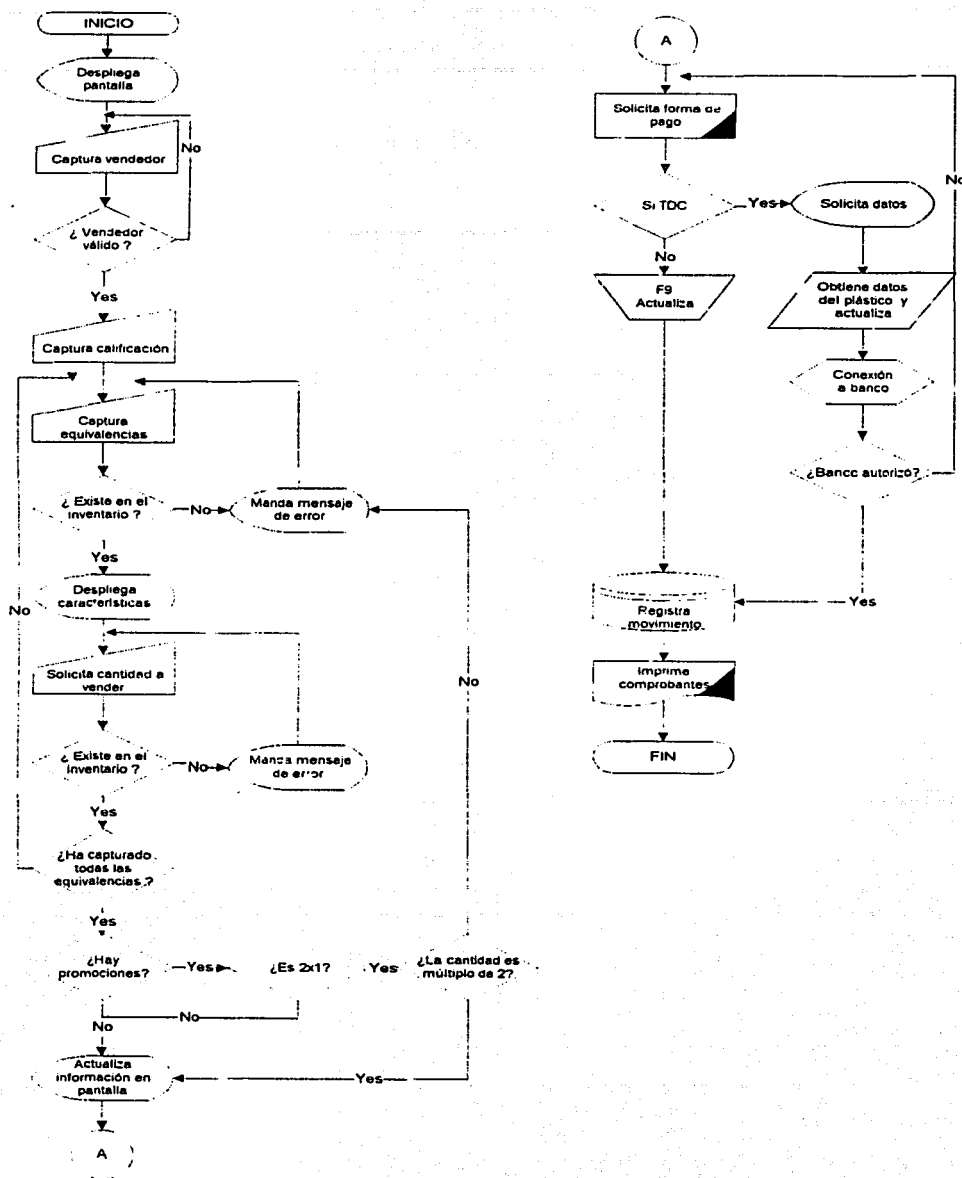 INICIO
Despliega
pantalla
No
Captura vendedor
¿ Vendedor
válido ?
Yes
Captura calificación
Captura
equivalencias
¿ Existe en el
inventario ?
No
Manda mensaje
de error
Yes
Despliega
características
No
Solicita cantidad a
vender
No
¿ Existe en el
inventario ?
No
Manda mensaje
de error
Yes
¿Ha capturado
todas las
equivalencias ?
Yes
¿Hay
promociones?
Yes
¿Es 2x1?
Yes
¿La cantidad es
múltiplo de 2?
No
No
Actualiza
información en
pantalla
Yes
A
A
Solicita forma de
pago
No
Si TDC
Yes
Solicita datos
No
F9
Actualiza
Obtiene datos
del plástico y
actualiza
Conexión
a banco
¿Banco autorizó?
Yes
Registra
movimiento
Imprime
comprobantes
FIN